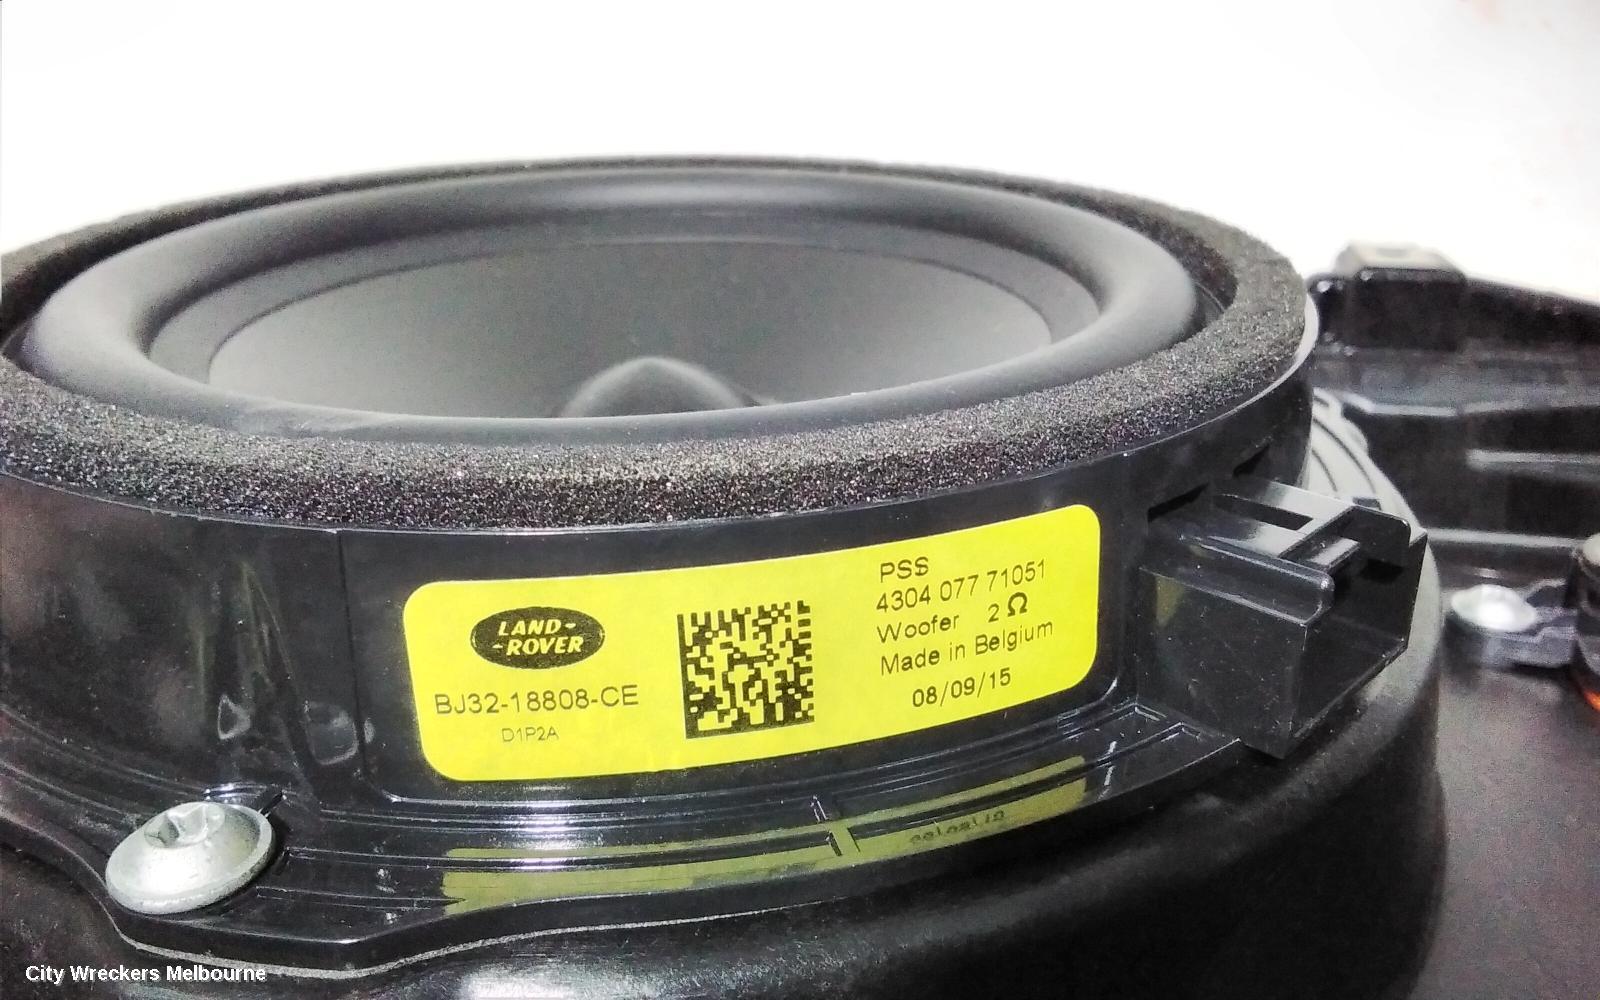 LAND-
-ROVER
BJ32-18808-CE
D1P2A
PSS
4304 077 71051
Woofer 2 Ω
Made in Belgium
08/09/15
City Wreckers Melbourne